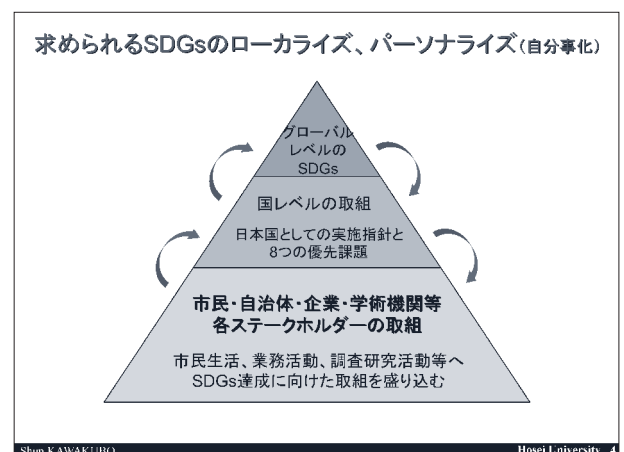 求められるSDGsのローカライズ、パーソナライズ(自分事化)
グローバル
レベルの
SDGs
国レベルの取組
日本国としての実施指針と
8つの優先課題
市民・自治体・企業・学術機関等
各ステークホルダーの取組
市民生活、業務活動、調査研究活動等へ
SDGs達成に向けた取組を盛り込む
Shun KAWAKUBO
Hosei University 4